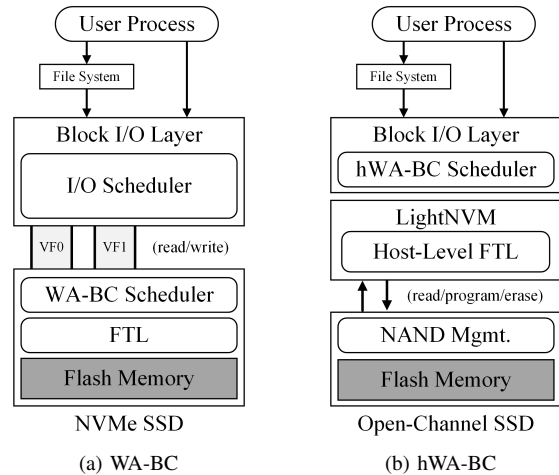 User Process
File System
Block I/O Layer
I/O Scheduler
VF0
VF1
(read/write)
WA-BC Scheduler
FTL
Flash Memory
NVMe SSD
(a) WA-BC
User Process
File System
Block I/O Layer
hWA-BC Scheduler
LightNVM
Host-Level FTL
(read/program/erase)
NAND Mgmt.
Flash Memory
Open-Channel SSD
(b) hWA-BC